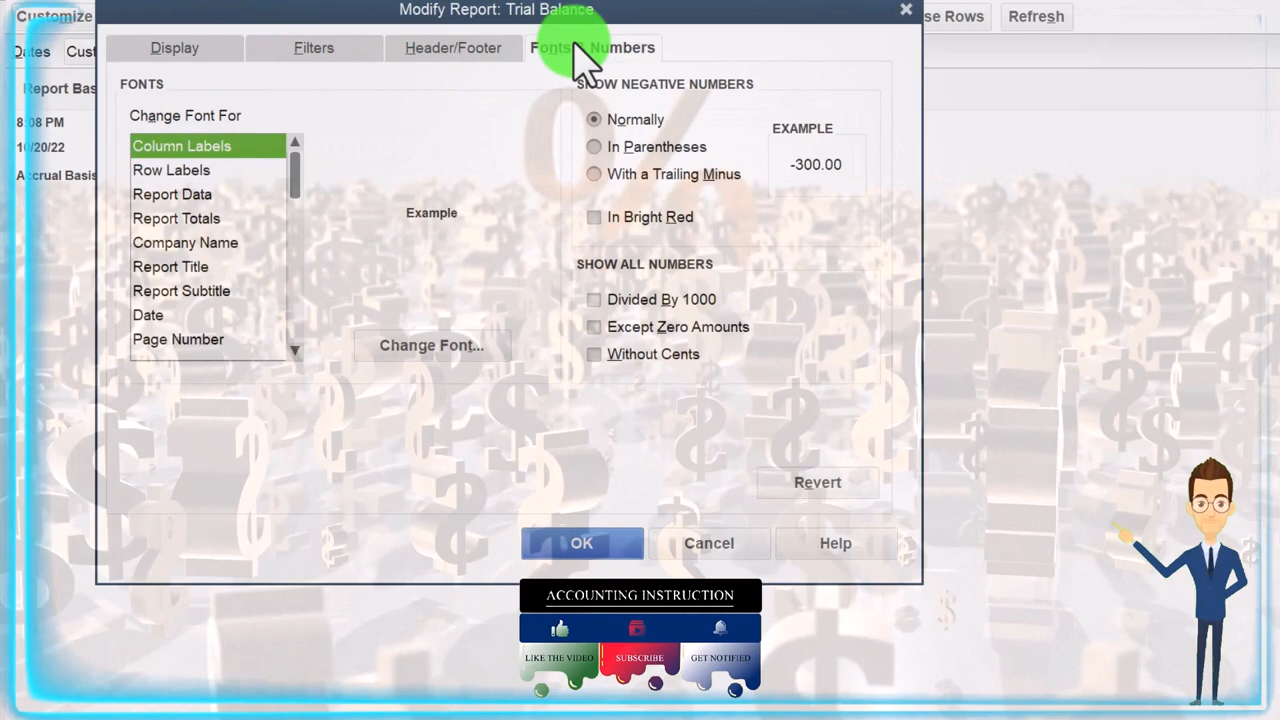 Modify Report: Trial Balance
Customize
se Rows
Refresh
Dates
Cust
Display
Filters
Header/Footer
Fonts Numbers
Report Bas
8:08 PM
10/20/22
Accrual Basis
FONTS
Change Font For
Column Labels
Row Labels
Report Data
Report Totals
Company Name
Report Title
Report Subtitle
Date
Page Number
Example
Change Font...
SHOW NEGATIVE NUMBERS
Normally
In Parentheses
With a Trailing Minus
In Bright Red
EXAMPLE
-300.00
SHOW ALL NUMBERS
Divided By 1000
Except Zero Amounts
Without Cents
Revert
OK
Cancel
Help
ACCOUNTING INSTRUCTION
LIKE THE VIDEO
SUBSCRIBE
GET NOTIFIED